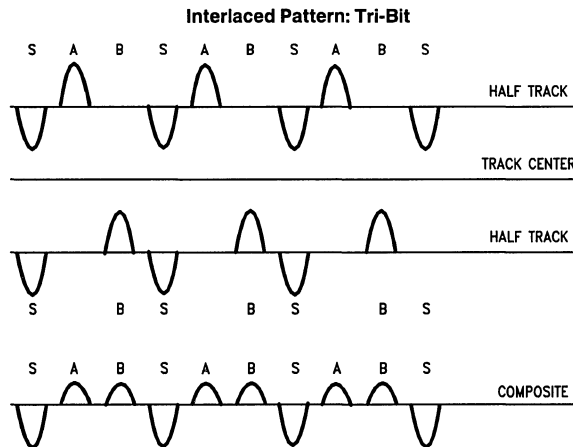 Interlaced Pattern: Tri-Bit
S A B S A B S A B S
HALF TRACK
TRACK CENTER
HALF TRACK
S B S B S B S
S A B S A B S A B S
COMPOSITE